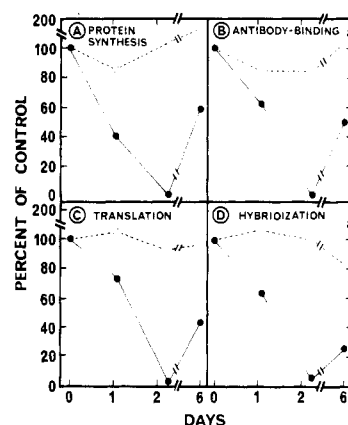 200
Ⓐ PROTEIN SYNTHESIS
Ⓑ ANTIBODY-BINDING
100
80
60
40
20
0
PERCENT OF CONTROL
200
Ⓒ TRANSLATION
Ⓓ HYBRIDIZATION
100
80
60
40
20
0
0 1 2 6 0 1 2 6
DAYS